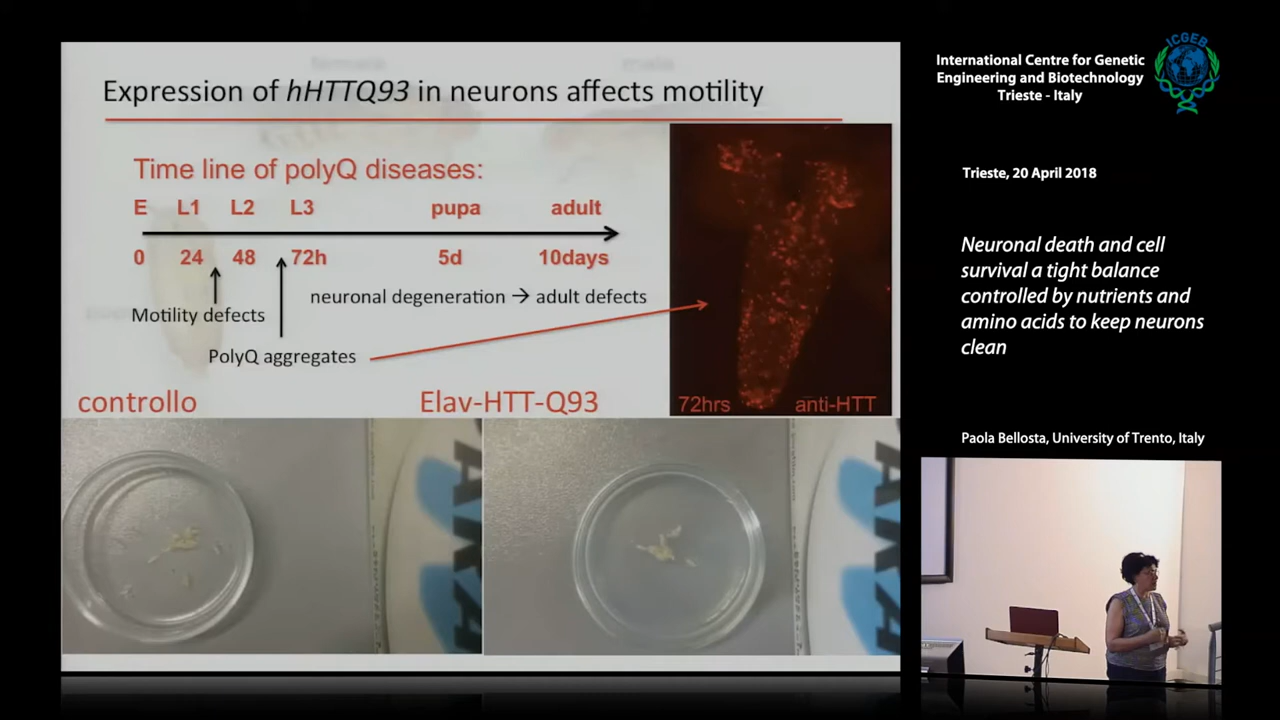 Expression of hHTTQ93 in neurons affects motility
Time line of polyQ diseases:
E L1 L2 L3 pupa adult
0 24 48 72h 5d 10days
neuronal degeneration → adult defects
Motility defects
PolyQ aggregates
72hrs anti-HTT
controllo Elav-HTT-Q93
ICGEB
International Centre for Genetic
Engineering and Biotechnology
Trieste - Italy
Trieste, 20 April 2018
Neuronal death and cell
survival a tight balance
controlled by nutrients and
amino acids to keep neurons
clean
Paola Bellosta, University of Trento, Italy